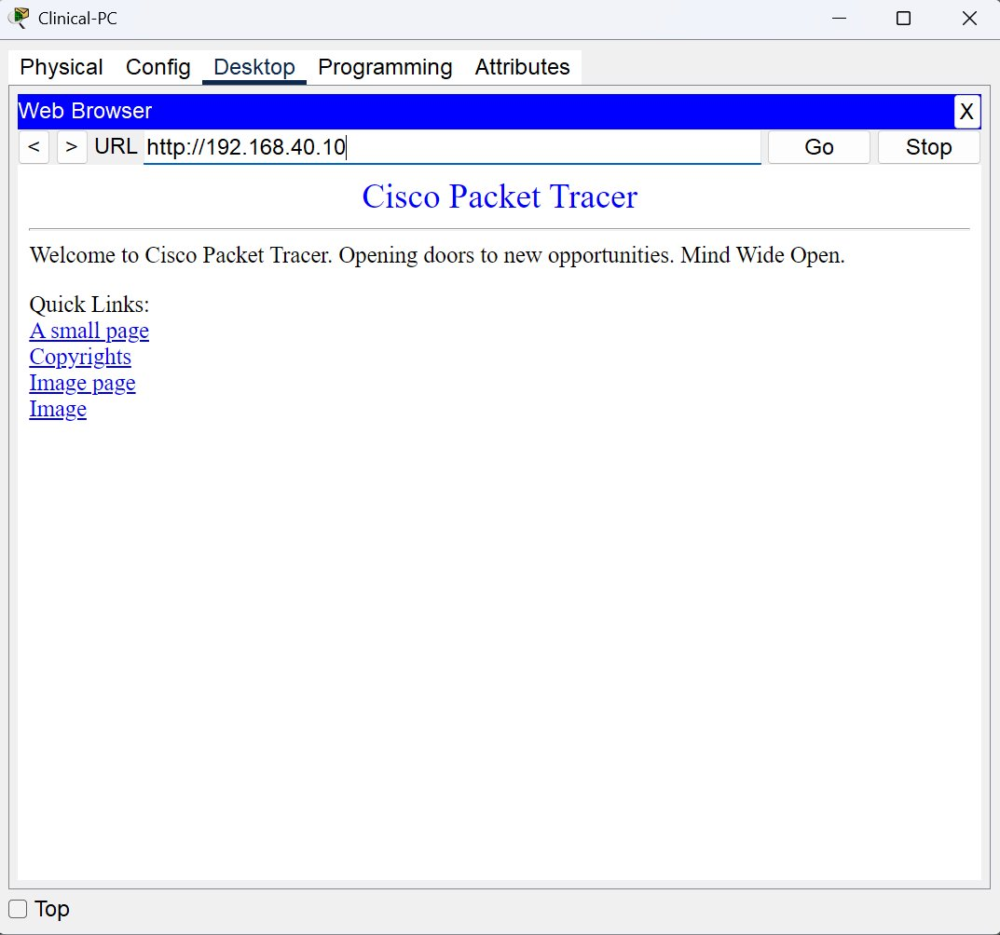 Clinical-PC
Physical Config Desktop Programming Attributes
Web Browser X
< > URL http://192.168.40.10 Go Stop
Cisco Packet Tracer
Welcome to Cisco Packet Tracer. Opening doors to new opportunities. Mind Wide Open.
Quick Links:
A small page
Copyrights
Image page
Image
Top